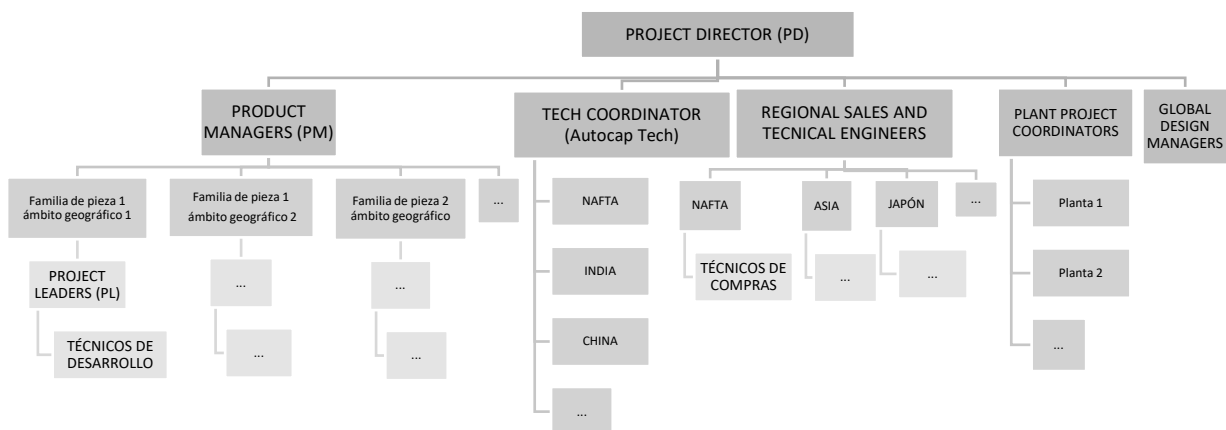 PROJECT DIRECTOR (PD)
PRODUCT
MANAGERS (PM)
TECH COORDINATOR
(Autocap Tech)
REGIONAL SALES AND
TECNICAL ENGINEERS
PLANT PROJECT
COORDINATORS
GLOBAL
DESIGN
MANAGERS
Familia de pieza 1
ámbito geográfico 1
Familia de pieza 1
ámbito geográfico 2
Familia de pieza 2
ámbito geográfico
...
PROJECT
LEADERS (PL)
...
...
TÉCNICOS DE
DESARROLLO
...
...
NAFTA
INDIA
CHINA
...
NAFTA
ASIA
JAPÓN
...
TÉCNICOS DE
COMPRAS
...
...
Planta 1
Planta 2
...